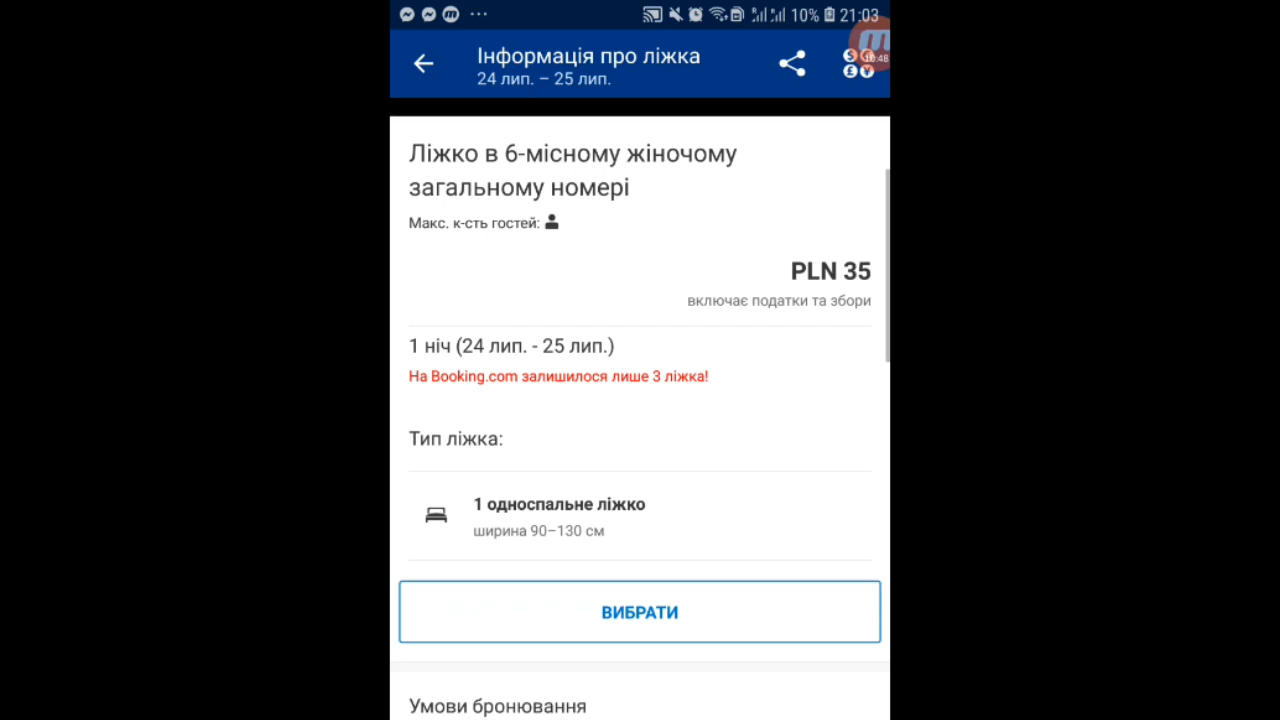 10% 21:03
Інформація про ліжка
24 лип. – 25 лип.
Ліжко в 6-місному жіночому
загальному номері
Макс. к-сть гостей:
PLN 35
включає податки та збори
1 ніч (24 лип. - 25 лип.)
На Booking.com залишилося лише 3 ліжка!
Тип ліжка:
1 односпальне ліжко
ширина 90–130 см
ВИБРАТИ
Умови бронювання